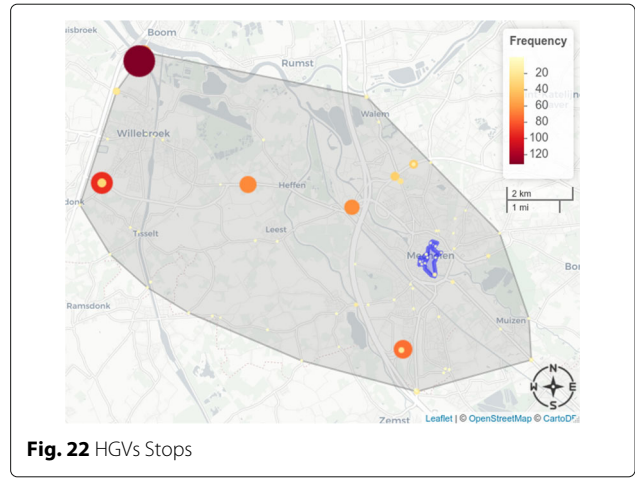 Boom
Rumst
Frequency
20
40
60
80
100
120
Walem
Willebroek
2 km
1 mi
Heffen
Leest
Tisselt
Ramsdonk
Muizen
N
E
S
W
Zemst
Leaflet | © OpenStreetMap © CartoD
Fig. 22 HGVs Stops